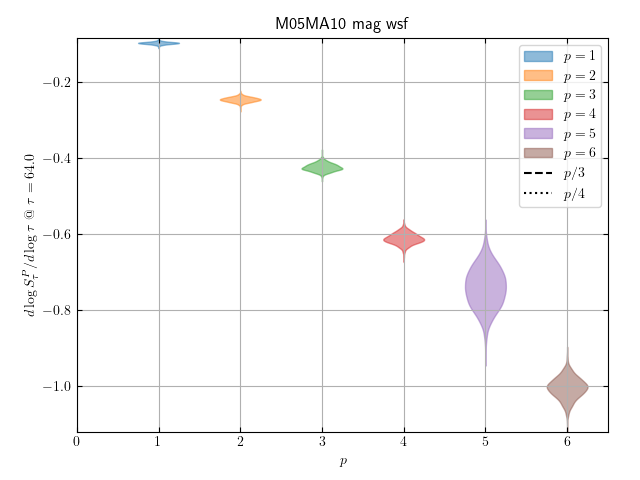 M05MA10 mag wsf
d log S_τ^P / d log τ @ τ = 64.0
−0.2
−0.4
−0.6
−0.8
−1.0
0 1 2 3 4 5 6
p
p = 1
p = 2
p = 3
p = 4
p = 5
p = 6
p/3
p/4